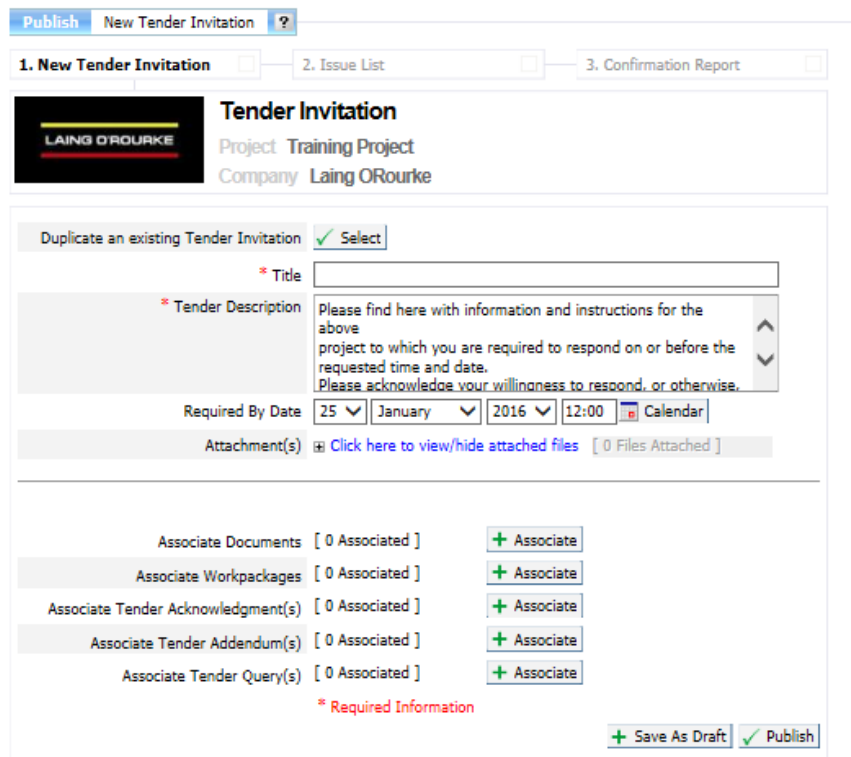 Publish New Tender Invitation ?
1. New Tender Invitation 2. Issue List 3. Confirmation Report
LAING O'ROURKE
Tender Invitation
Project Training Project
Company Laing ORourke
Duplicate an existing Tender Invitation Select
* Title
* Tender Description Please find here with information and instructions for the
above
project to which you are required to respond on or before the
requested time and date.
Please acknowledge your willingness to respond, or otherwise,
Required By Date 25 January 2016 12:00 Calendar
Attachment(s) Click here to view/hide attached files [ 0 Files Attached ]
Associate Documents [ 0 Associated ] Associate
Associate Workpackages [ 0 Associated ] Associate
Associate Tender Acknowledgment(s) [ 0 Associated ] Associate
Associate Tender Addendum(s) [ 0 Associated ] Associate
Associate Tender Query(s) [ 0 Associated ] Associate
* Required Information
Save As Draft Publish